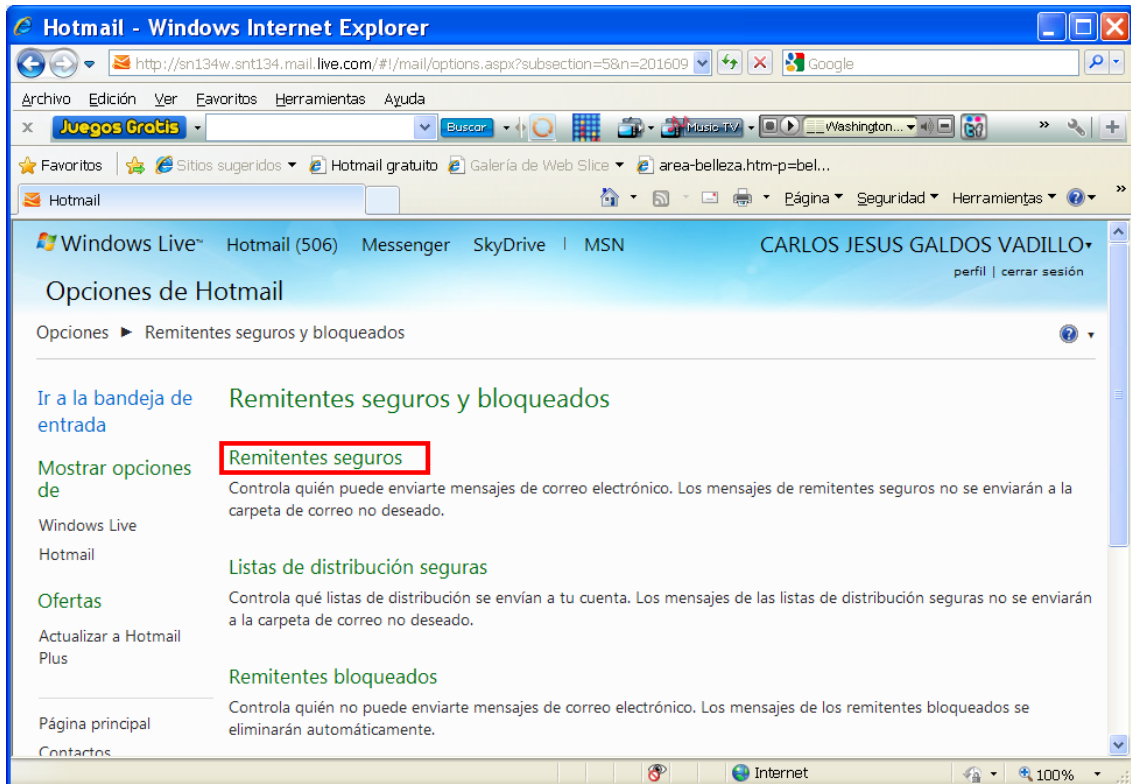 Hotmail - Windows Internet Explorer
http://sn134w.snt134.mail.live.com/#!/mail/options.aspx?subsection=5&n=201609
Google
Archivo Edición Ver Favoritos Herramientas Ayuda
x Juegos Gratis Buscar Music TV Washington... »
Favoritos Sitios sugeridos Hotmail gratuito Galería de Web Slice area-belleza.htm-p=bel...
Hotmail Página Seguridad Herramientas »
Windows Live™ Hotmail (506) Messenger SkyDrive | MSN CARLOS JESUS GALDOS VADILLO
perfil | cerrar sesión
Opciones de Hotmail
Opciones ► Remitentes seguros y bloqueados
Ir a la bandeja de
entrada
Mostrar opciones
de
Windows Live
Hotmail
Ofertas
Actualizar a Hotmail
Plus
Página principal
Contactos
Remitentes seguros y bloqueados
Remitentes seguros
Controla quién puede enviarte mensajes de correo electrónico. Los mensajes de remitentes seguros no se enviarán a la
carpeta de correo no deseado.
Listas de distribución seguras
Controla qué listas de distribución se envían a tu cuenta. Los mensajes de las listas de distribución seguras no se enviarán
a la carpeta de correo no deseado.
Remitentes bloqueados
Controla quién no puede enviarte mensajes de correo electrónico. Los mensajes de los remitentes bloqueados se
eliminarán automáticamente.
Internet 100%